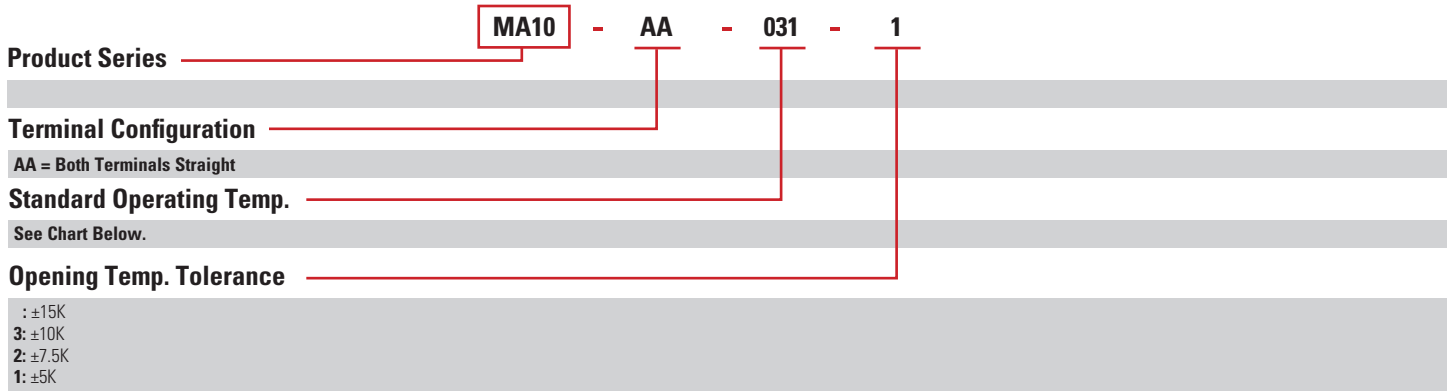 MA10 - AA - 031 - 1
Product Series
Terminal Configuration
AA = Both Terminals Straight
Standard Operating Temp.
See Chart Below.
Opening Temp. Tolerance
: ±15K
3: ±10K
2: ±7.5K
1: ±5K